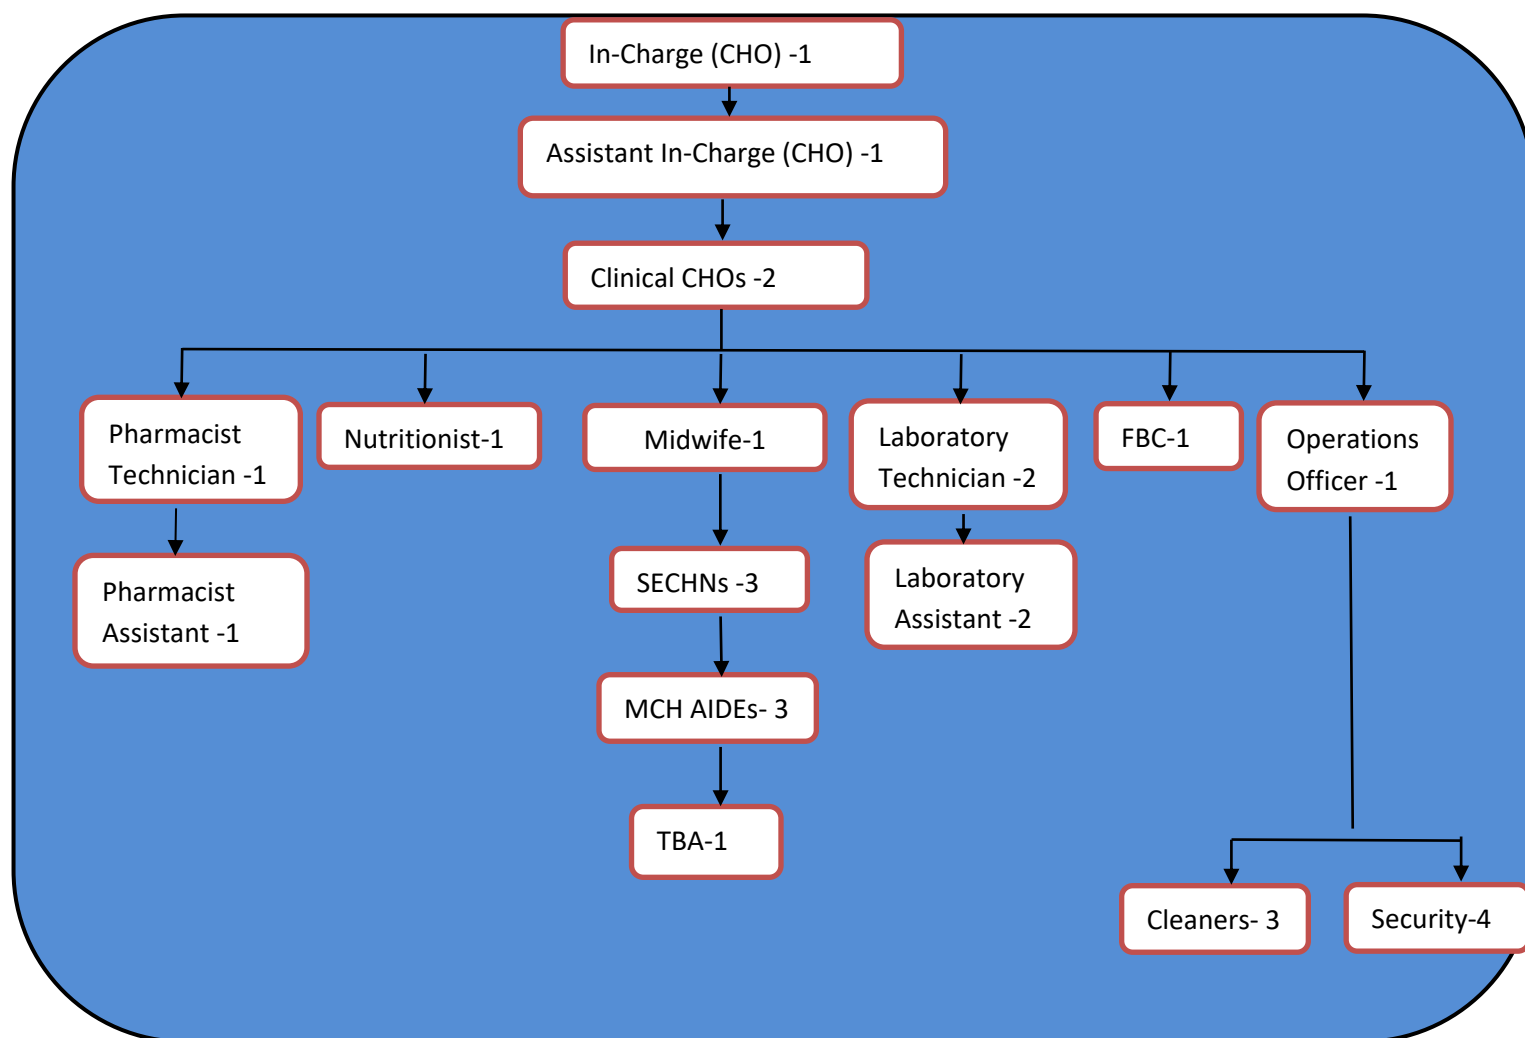 In-Charge (CHO) -1
Assistant In-Charge (CHO) -1
Clinical CHOs -2
Pharmacist
Technician -1
Nutritionist-1
Midwife-1
Laboratory
Technician -2
FBC-1
Operations
Officer -1
Pharmacist
Assistant -1
SECHNs -3
Laboratory
Assistant -2
MCH AIDEs- 3
TBA-1
Cleaners- 3
Security-4